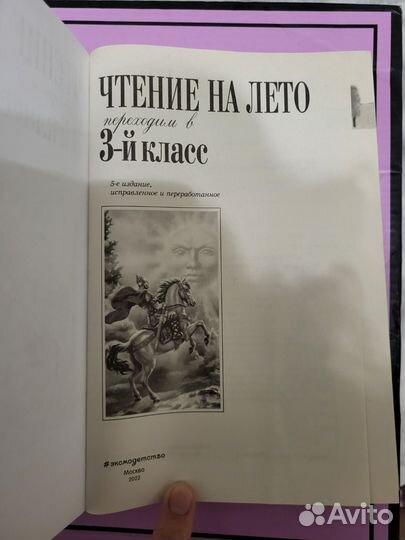 ЧТЕНИЕ НА ЛЕТО
переходим в
3-й класс
5-е издание,
исправленное и переработанное
#эксмодетство
Москва
2022
Avito